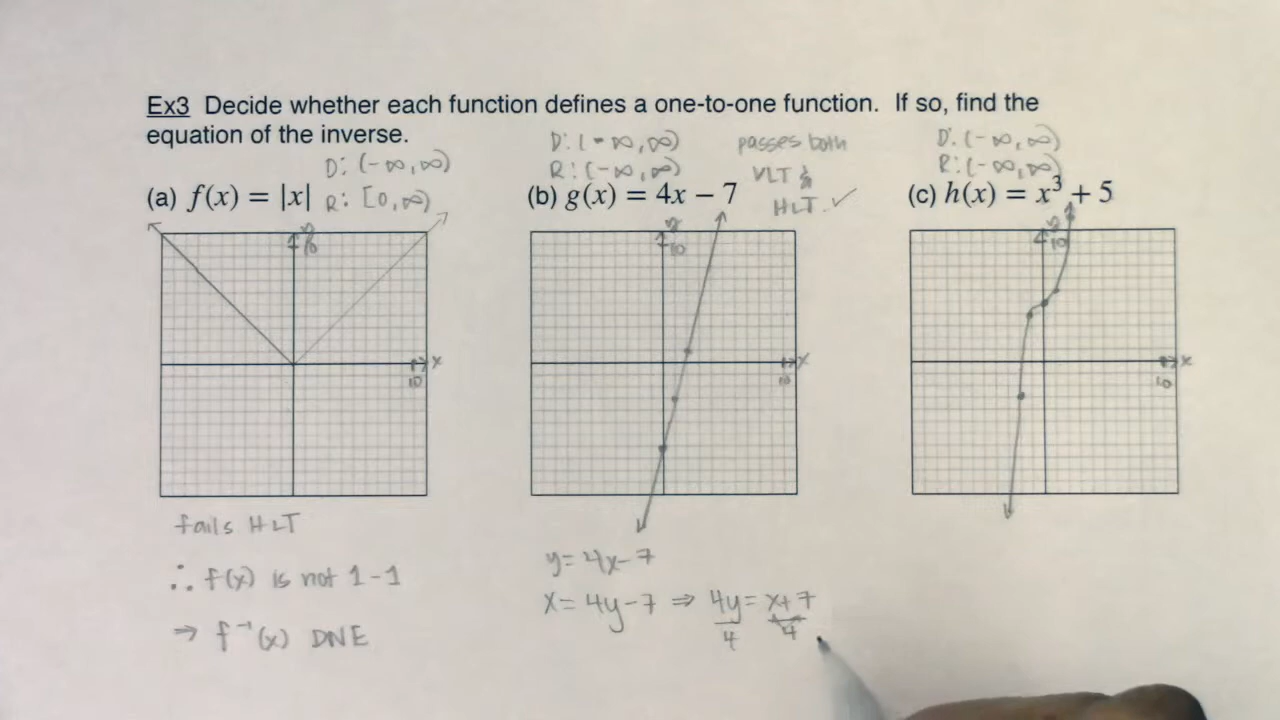 Ex3 Decide whether each function defines a one-to-one function. If so, find the
equation of the inverse.
D: (-∞,∞)
R: [0,∞)
(a) f(x) = |x|
y
10
x
10
fails HLT
∴ f(x) is not 1-1
⇒ f⁻¹(x) DNE
D: (-∞,∞)
R: (-∞,∞)
passes both
VLT &
HLT ✓
(b) g(x) = 4x − 7
y
10
x
10
y = 4x-7
x = 4y-7 ⇒ 4y = x+7
4 4
D: (-∞,∞)
R: (-∞,∞)
(c) h(x) = x³ + 5
y
10
x
10